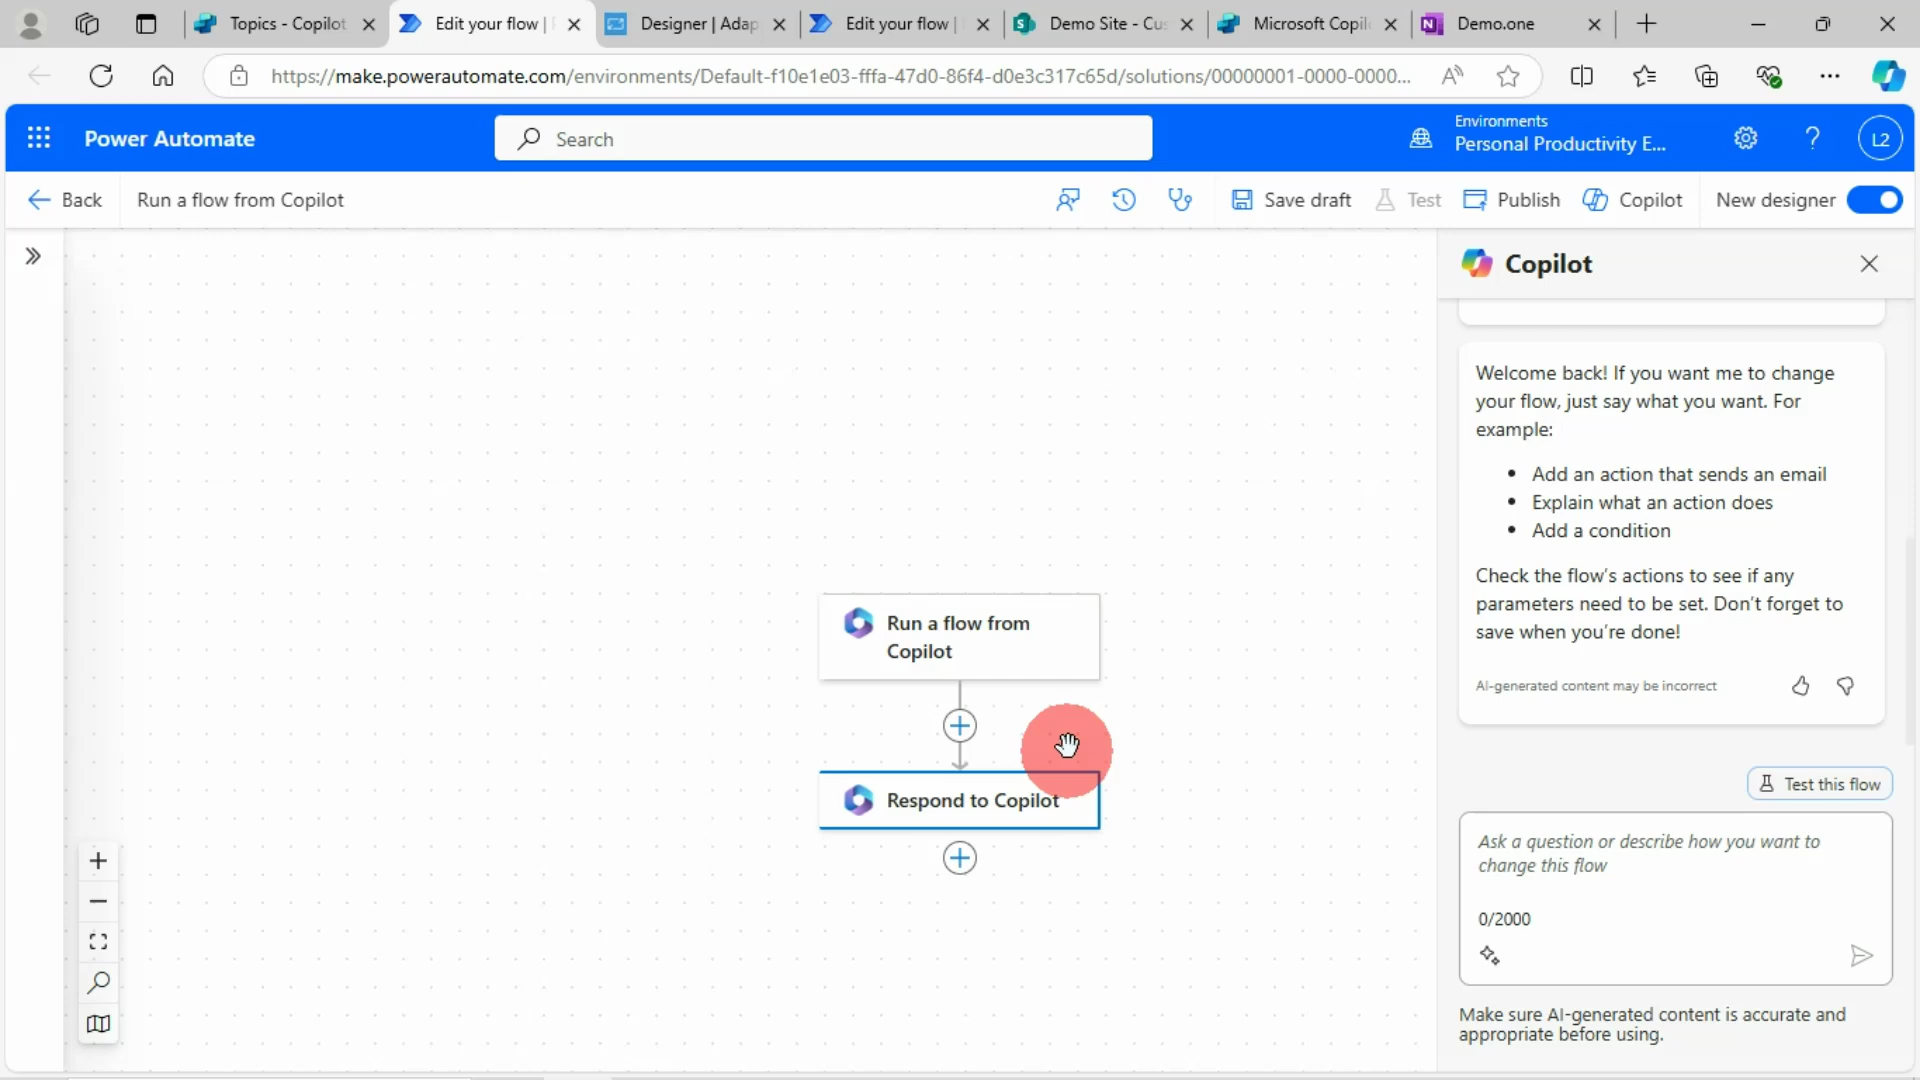 Topics - Copilot
Edit your flow |
Designer | Adap
Edit your flow |
Demo Site - Cu
Microsoft Copil
Demo.one
https://make.powerautomate.com/environments/Default-f10e1e03-fffa-47d0-86f4-d0e3c317c65d/solutions/00000001-0000-0000...
Power Automate
Search
Environments
Personal Productivity E...
L2
Back
Run a flow from Copilot
Save draft
Test
Publish
Copilot
New designer
Copilot
Welcome back! If you want me to change
your flow, just say what you want. For
example:
• Add an action that sends an email
• Explain what an action does
• Add a condition
Check the flow's actions to see if any
parameters need to be set. Don't forget to
save when you're done!
AI-generated content may be incorrect
Run a flow from
Copilot
Respond to Copilot
Test this flow
Ask a question or describe how you want to
change this flow
0/2000
Make sure AI-generated content is accurate and
appropriate before using.